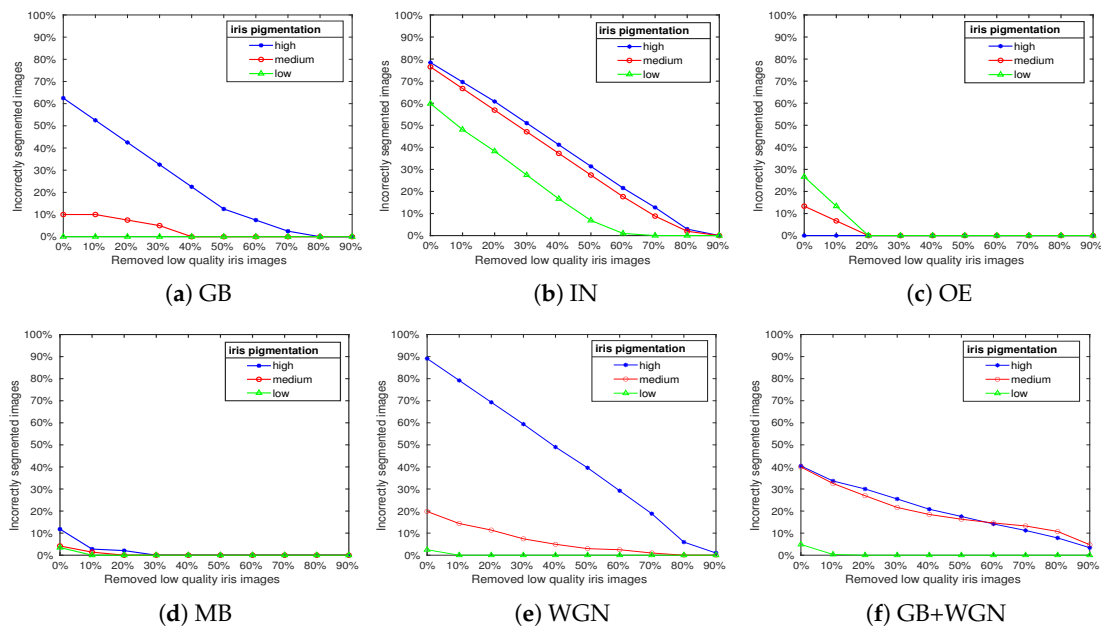 100%
90%
80%
70%
60%
50%
40%
30%
20%
10%
0%
Incorrectly segmented images
iris pigmentation
high
medium
low
0% 10% 20% 30% 40% 50% 60% 70% 80% 90%
Removed low quality iris images
(a) GB
100%
90%
80%
70%
60%
50%
40%
30%
20%
10%
0%
Incorrectly segmented images
iris pigmentation
high
medium
low
0% 10% 20% 30% 40% 50% 60% 70% 80% 90%
Removed low quality iris images
(b) IN
100%
90%
80%
70%
60%
50%
40%
30%
20%
10%
0%
Incorrectly segmented images
iris pigmentation
high
medium
low
0% 10% 20% 30% 40% 50% 60% 70% 80% 90%
Removed low quality iris images
(c) OE
100%
90%
80%
70%
60%
50%
40%
30%
20%
10%
0%
Incorrectly segmented images
iris pigmentation
high
medium
low
0% 10% 20% 30% 40% 50% 60% 70% 80% 90%
Removed low quality iris images
(d) MB
100%
90%
80%
70%
60%
50%
40%
30%
20%
10%
0%
Incorrectly segmented images
iris pigmentation
high
medium
low
0% 10% 20% 30% 40% 50% 60% 70% 80% 90%
Removed low quality iris images
(e) WGN
100%
90%
80%
70%
60%
50%
40%
30%
20%
10%
0%
Incorrectly segmented images
iris pigmentation
high
medium
low
0% 10% 20% 30% 40% 50% 60% 70% 80% 90%
Removed low quality iris images
(f) GB+WGN